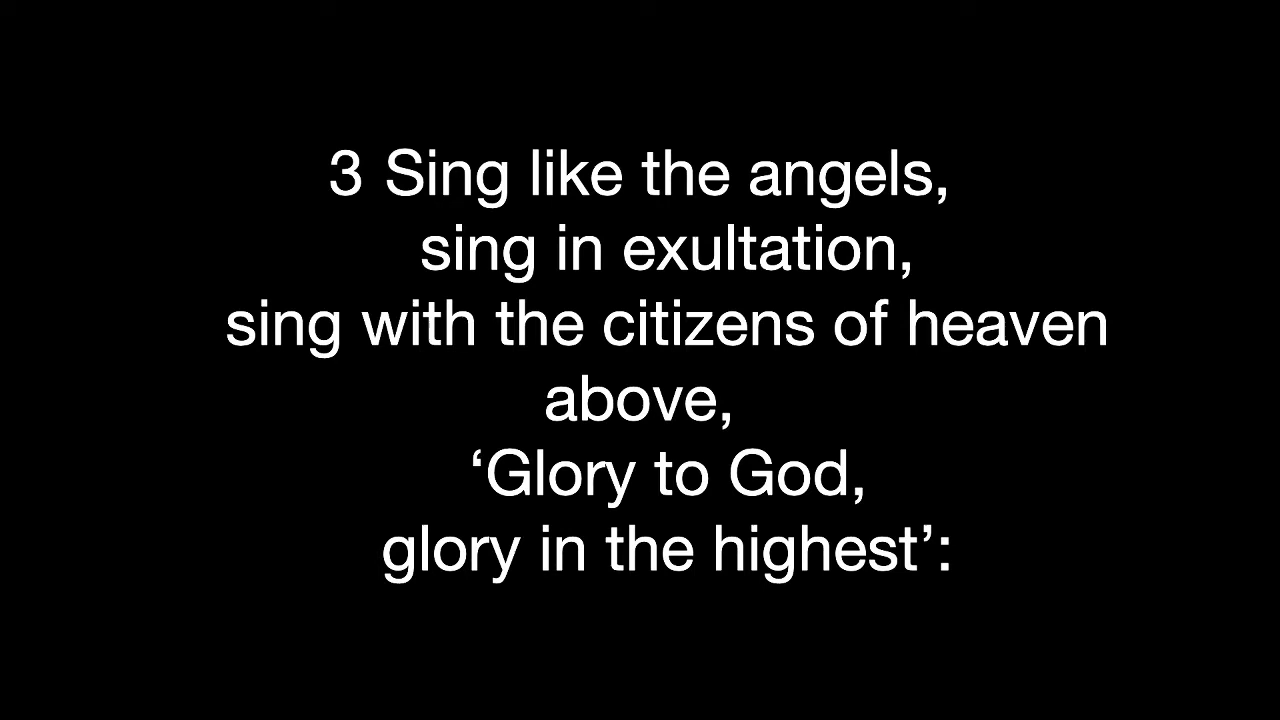 3 Sing like the angels,
sing in exultation,
sing with the citizens of heaven
above,
‘Glory to God,
glory in the highest’: